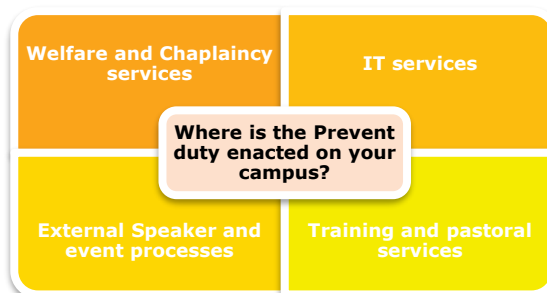 Welfare and Chaplaincy
services
IT services
Where is the Prevent
duty enacted on your
campus?
External Speaker and
event processes
Training and pastoral
services